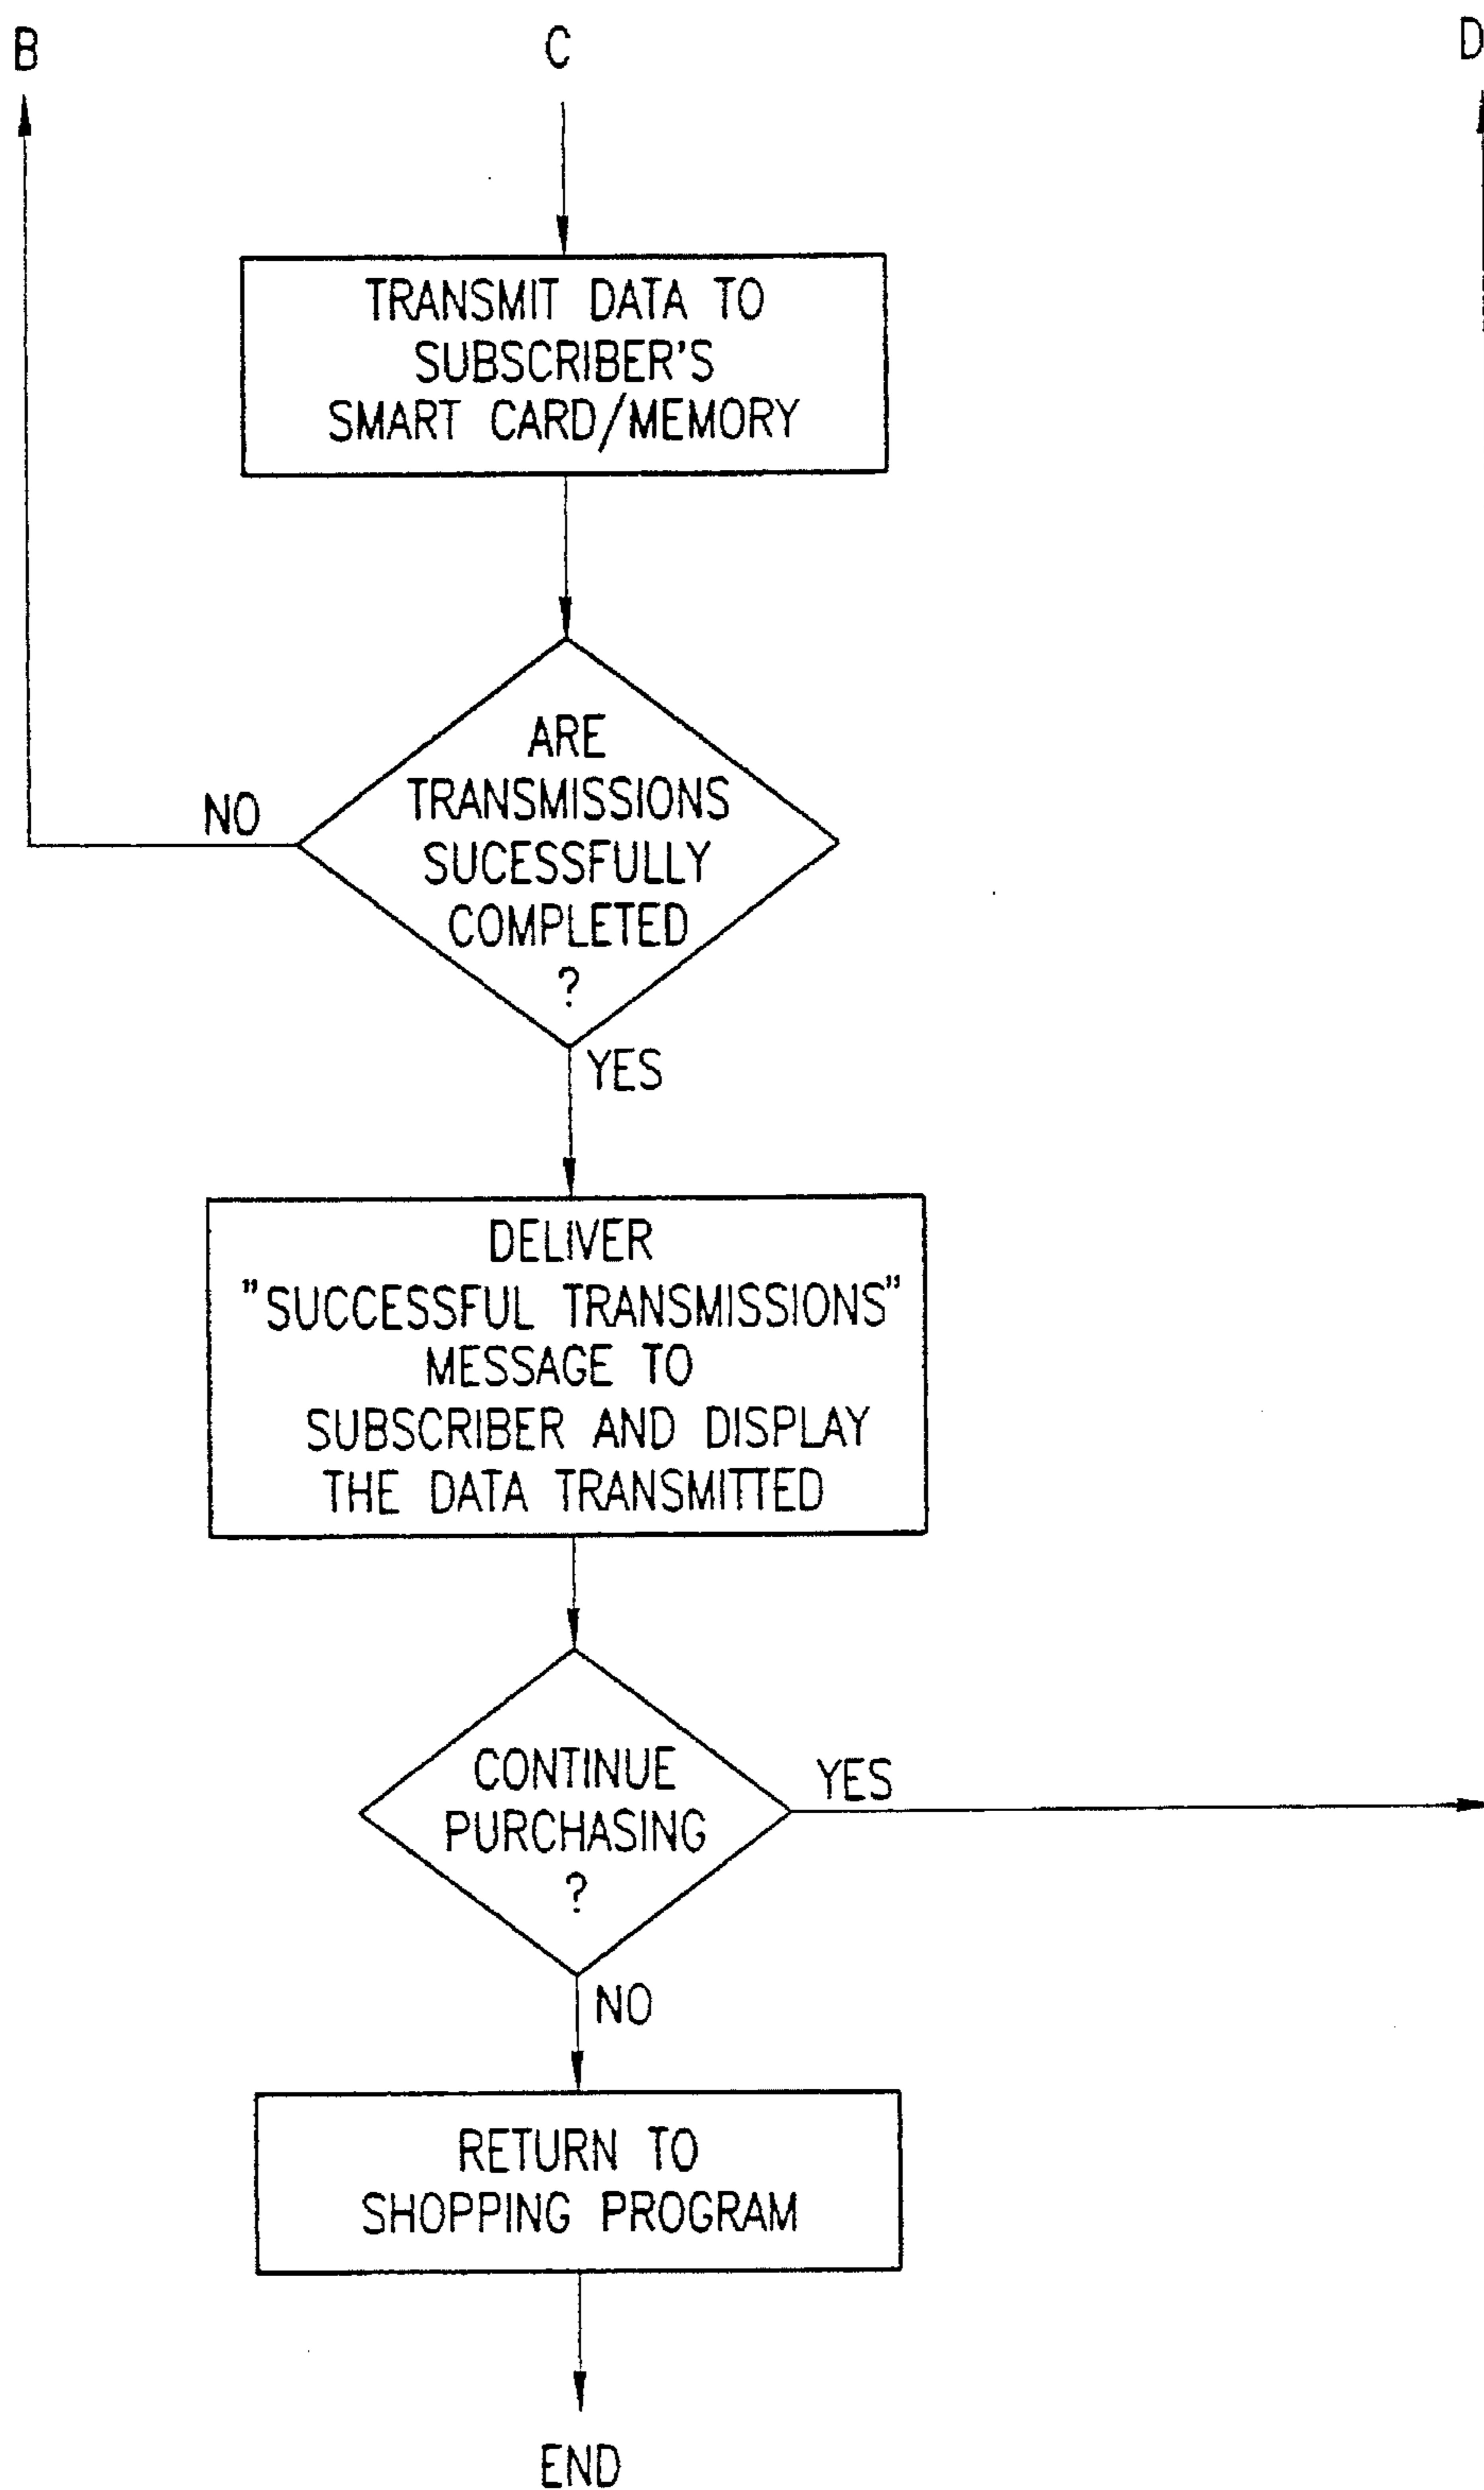 B
C
D
TRANSMIT DATA TO
SUBSCRIBER'S
SMART CARD/MEMORY
ARE
TRANSMISSIONS
SUCESSFULLY
COMPLETED
?
NO
YES
DELIVER
"SUCCESSFUL TRANSMISSIONS"
MESSAGE TO
SUBSCRIBER AND DISPLAY
THE DATA TRANSMITTED
CONTINUE
PURCHASING
?
YES
NO
RETURN TO
SHOPPING PROGRAM
END